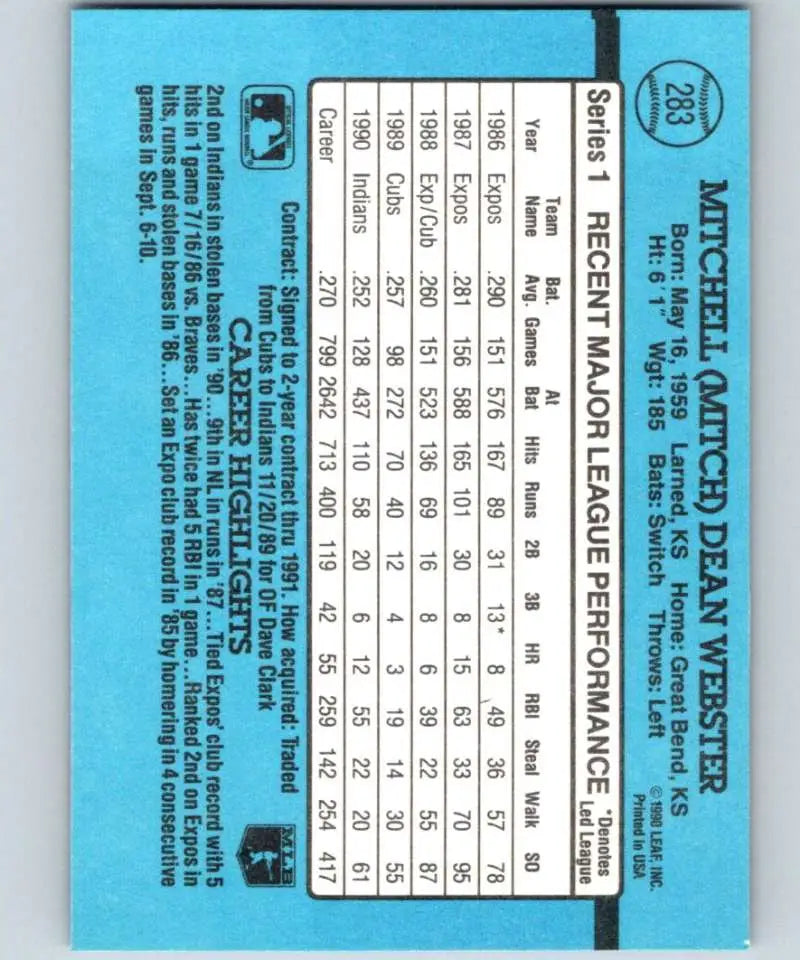 283
MITCHELL (MITCH) DEAN WEBSTER
Born: May 16, 1959 Larned, KS Home: Great Bend, KS
Ht: 6' 1" Wgt: 185 Bats: Switch Throws: Left
©1990 LEAF, INC.
Printed in USA
Series 1 RECENT MAJOR LEAGUE PERFORMANCE *Denotes Led League
Year Team Name Bat. Avg. Games At Bat Hits Runs 2B 3B HR RBI Steal Walk SO
1986 Expos .290 151 576 167 89 31 13* 8 49 36 57 78
1987 Expos .281 156 588 165 101 30 8 15 63 33 70 95
1988 Exp/Cub .260 151 523 136 69 16 8 6 39 22 55 87
1989 Cubs .257 98 272 70 40 12 4 3 19 14 30 55
1990 Indians .252 128 437 110 58 20 6 12 55 22 20 61
Career .270 799 2642 713 400 119 42 55 259 142 254 417
Contract: Signed to 2-year contract thru 1991. How acquired: Traded
from Cubs to Indians 11/20/89 for OF Dave Clark
MLB
CAREER HIGHLIGHTS
2nd on Indians in stolen bases in '90...9th in NL in runs in '87...Tied Expos' club record with 5
hits in 1 game 7/16/86 vs. Braves...Has twice had 5 RBI in 1 game...Ranked 2nd on Expos in
hits, runs and stolen bases in '86...Set an Expo club record in '85 by homering in 4 consecutive
games in Sept. 6-10.